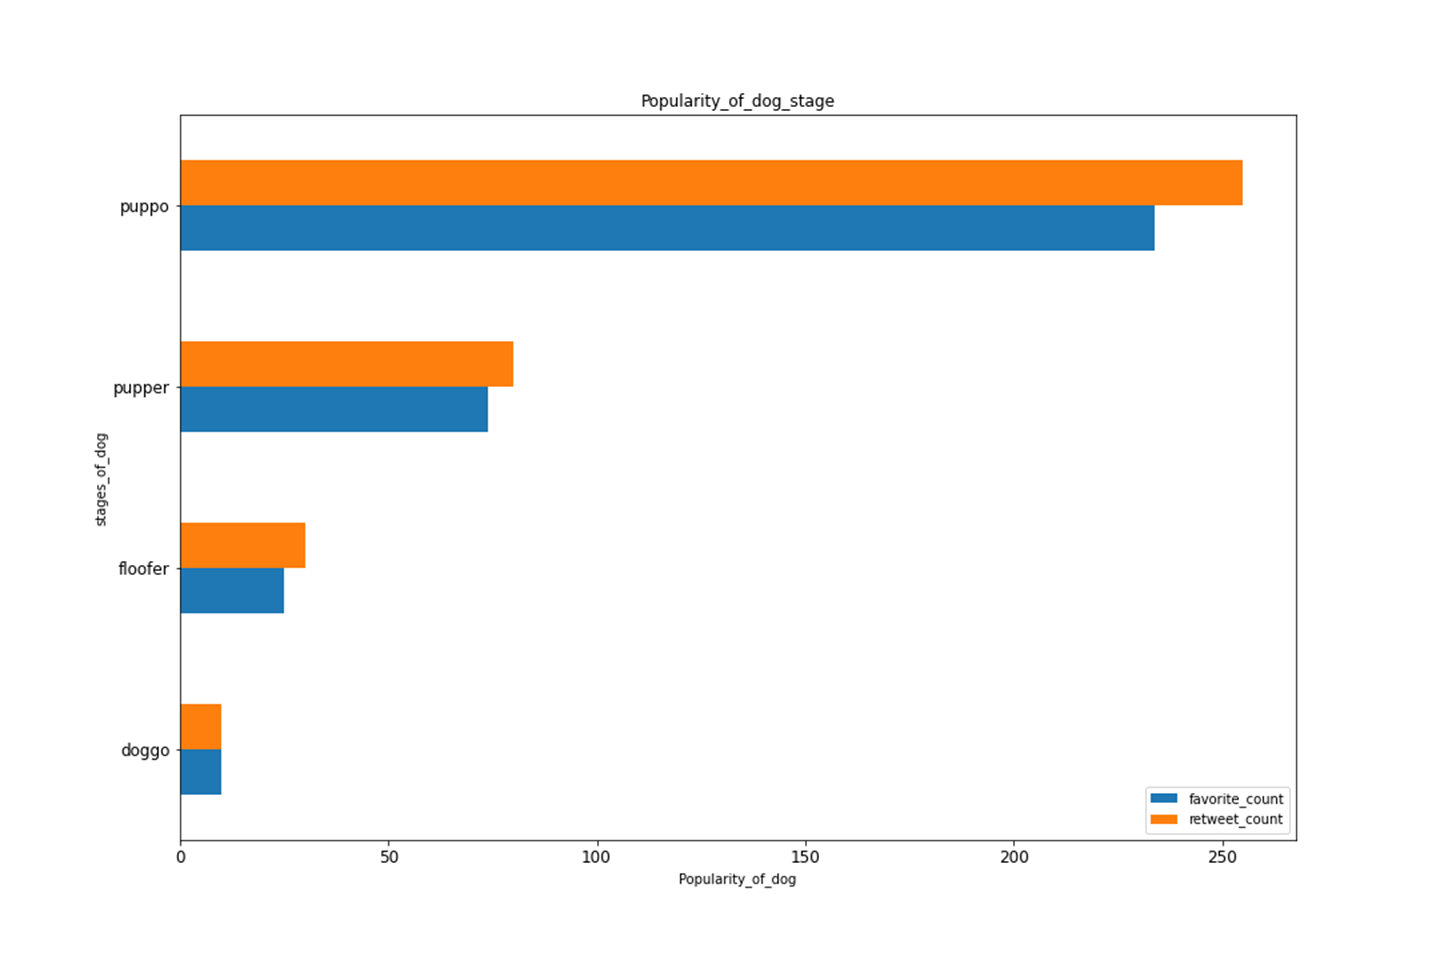 Popularity_of_dog_stage
puppo
pupper
floofer
doggo
stages_of_dog
0 50 100 150 200 250
Popularity_of_dog
favorite_count
retweet_count